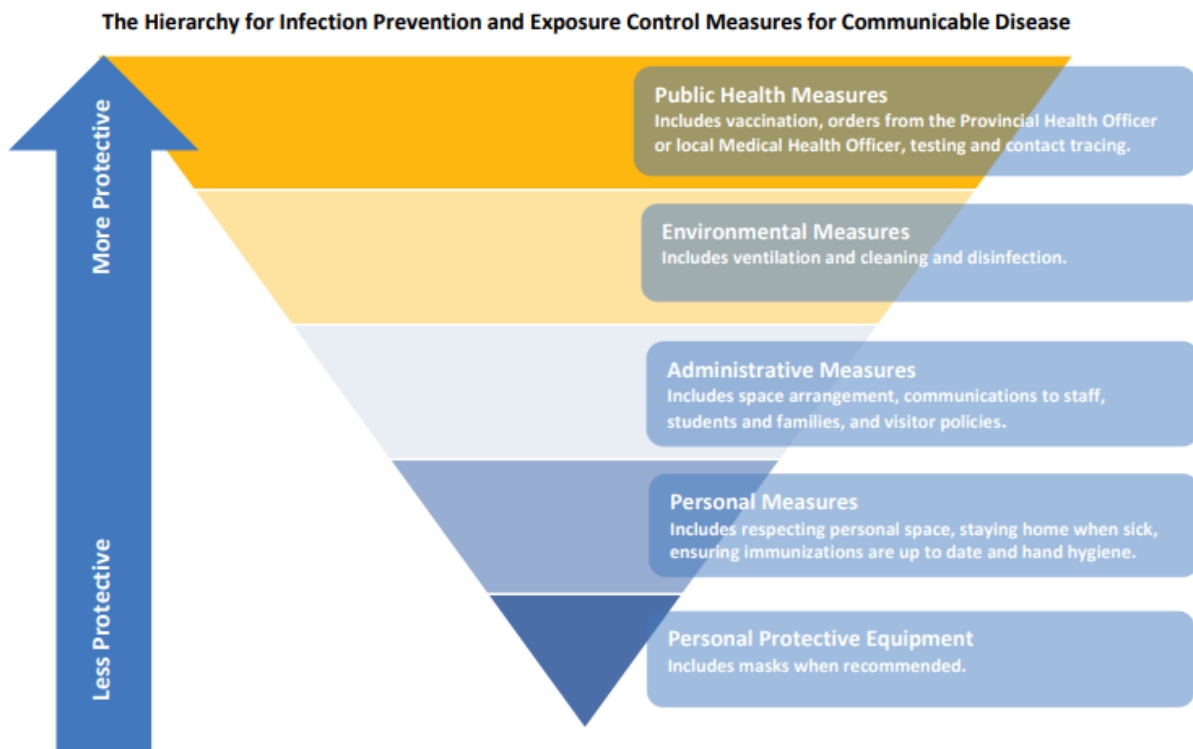 The Hierarchy for Infection Prevention and Exposure Control Measures for Communicable Disease
More Protective
Less Protective
Public Health Measures
Includes vaccination, orders from the Provincial Health Officer
or local Medical Health Officer, testing and contact tracing.
Environmental Measures
Includes ventilation and cleaning and disinfection.
Administrative Measures
Includes space arrangement, communications to staff,
students and families, and visitor policies.
Personal Measures
Includes respecting personal space, staying home when sick,
ensuring immunizations are up to date and hand hygiene.
Personal Protective Equipment
Includes masks when recommended.